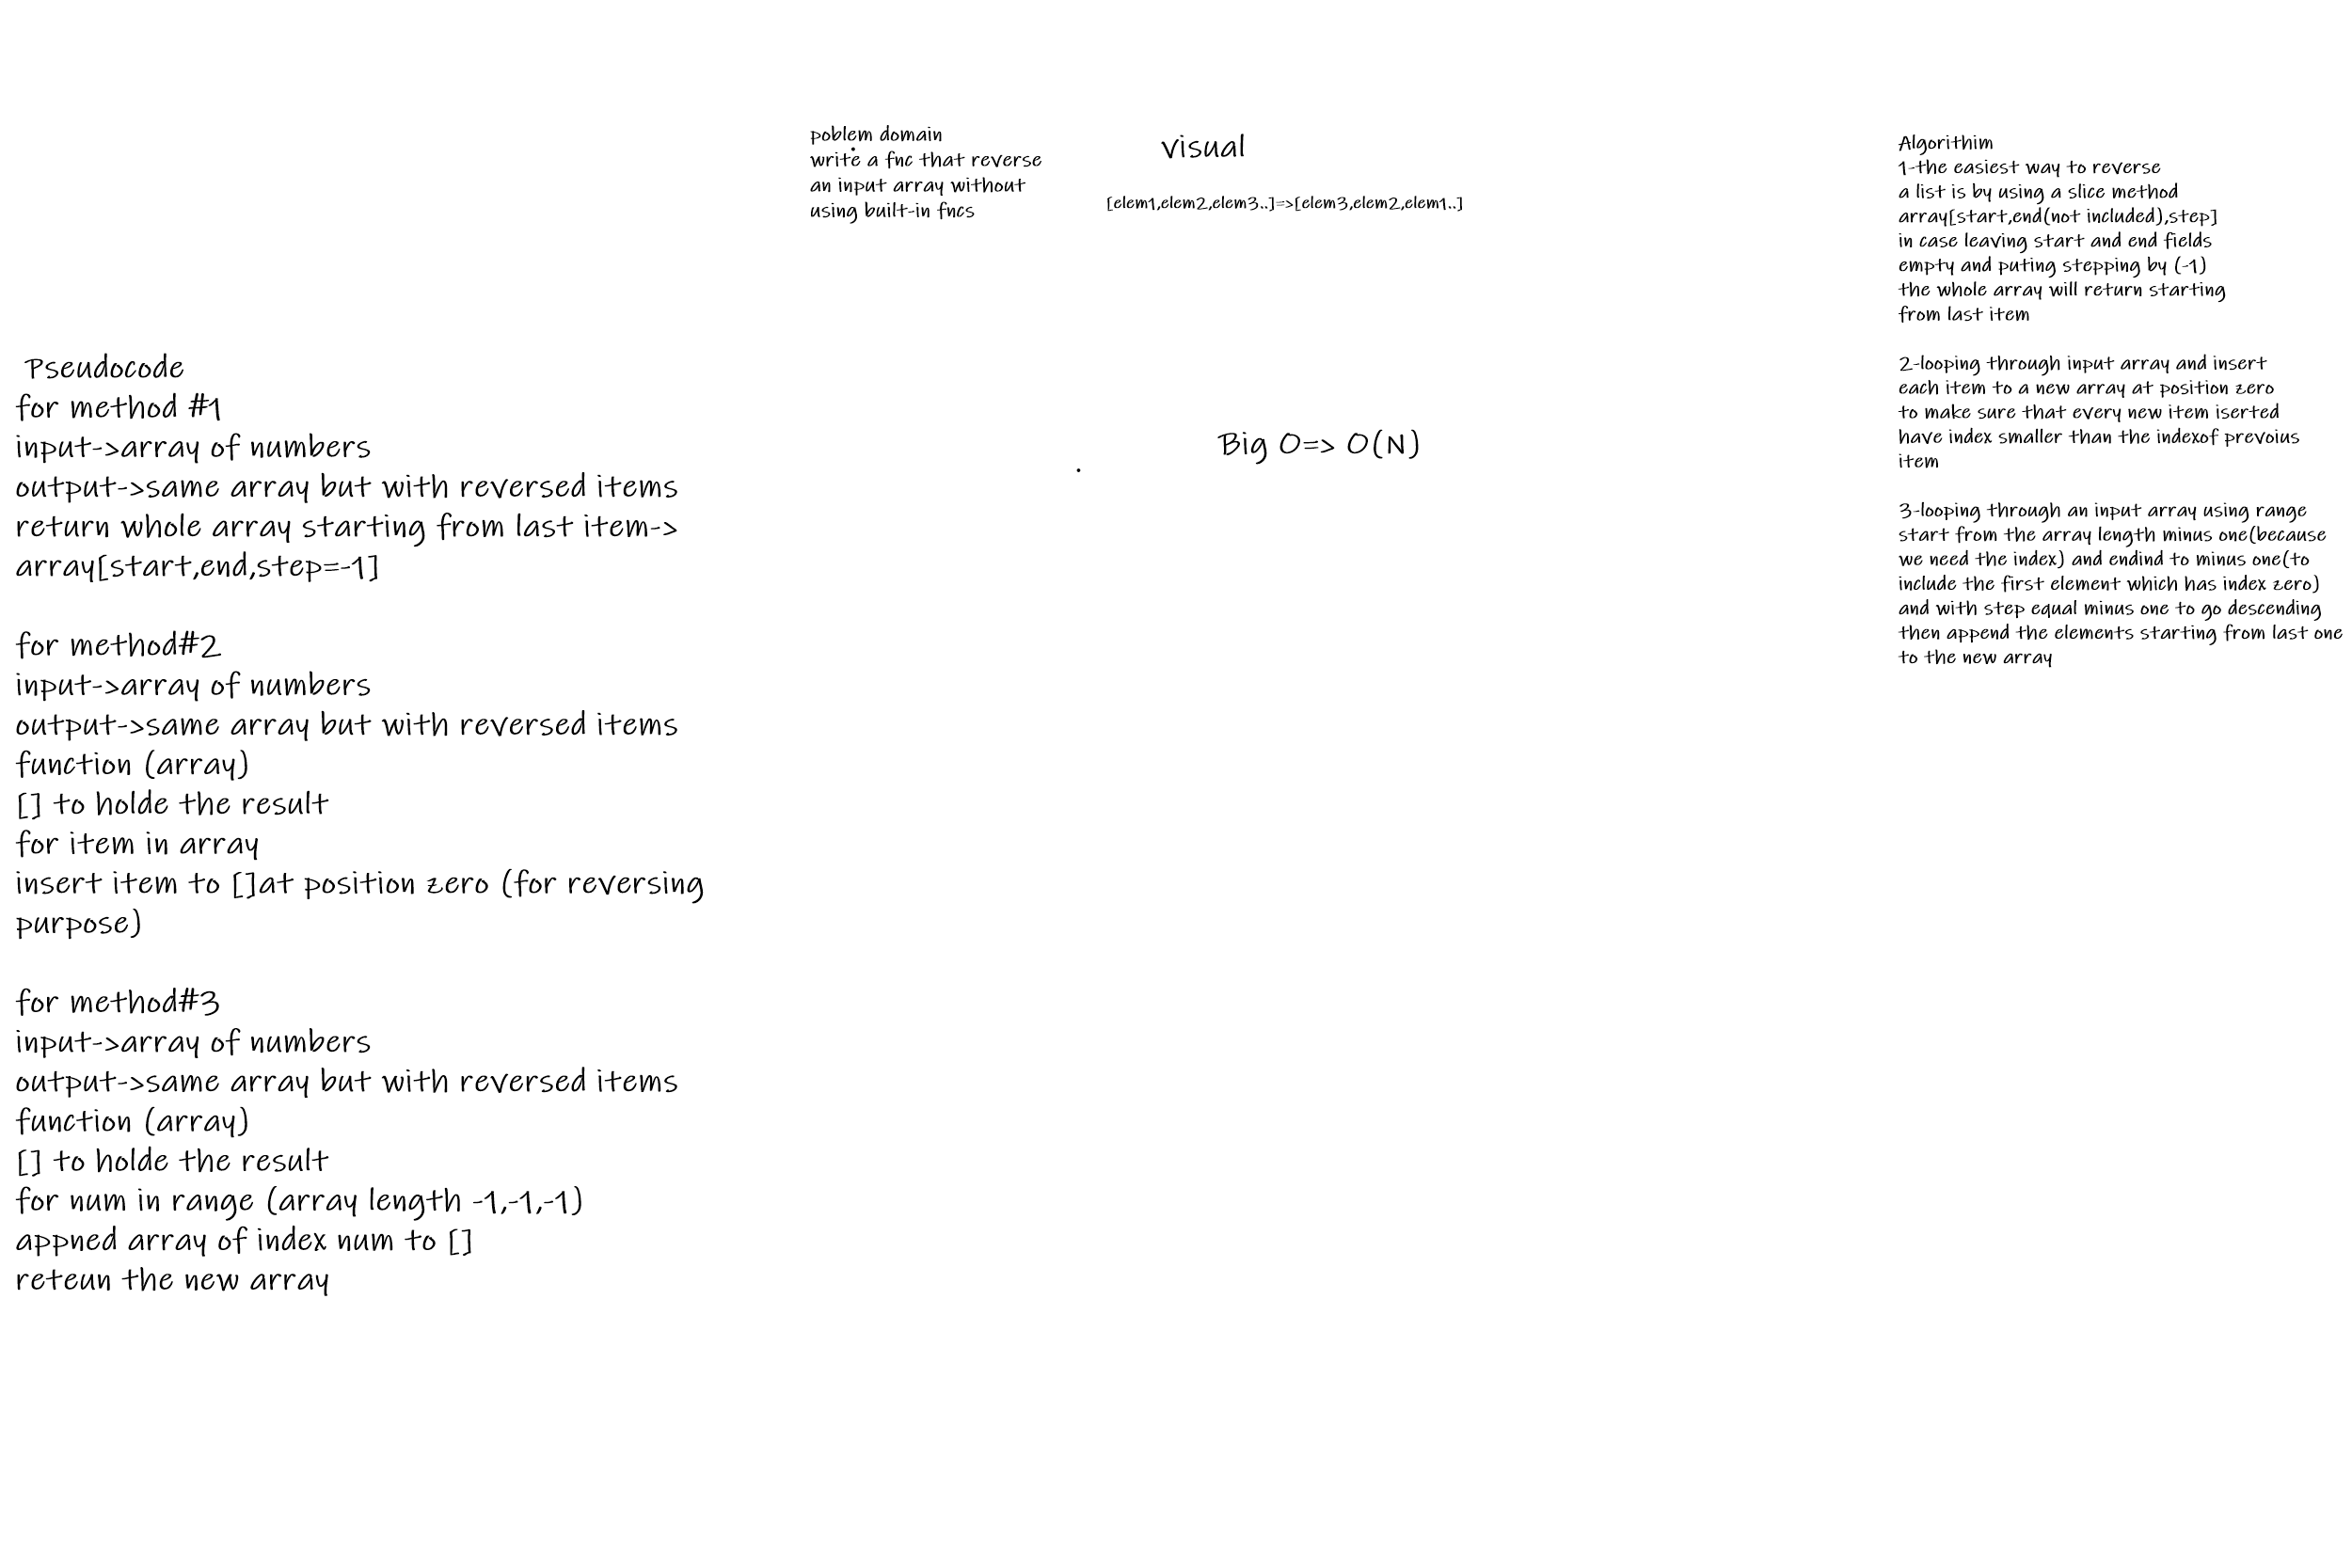 poblem domain
write a fnc that reverse
an input array without
using built-in fncs
visual
[elem1,elem2,elem3..]=>[elem3,elem2,elem1..]
Algorithim
1-the easiest way to reverse
a list is by using a slice method
array[start,end(not included),step]
in case leaving start and end fields
empty and puting stepping by (-1)
the whole array will return starting
from last item
2-looping through input array and insert
each item to a new array at position zero
to make sure that every new item iserted
have index smaller than the indexof prevoius
item
3-looping through an input array using range
start from the array length minus one(because
we need the index) and endind to minus one(to
include the first element which has index zero)
and with step equal minus one to go descending
then append the elements starting from last one
to the new array
Pseudocode
for method #1
input->array of numbers
output->same array but with reversed items
return whole array starting from last item->
array[start,end,step=-1]
for method#2
input->array of numbers
output->same array but with reversed items
function (array)
[] to holde the result
for item in array
insert item to []at position zero (for reversing
purpose)
for method#3
input->array of numbers
output->same array but with reversed items
function (array)
[] to holde the result
for num in range (array length -1,-1,-1)
appned array of index num to []
reteun the new array
Big O=> O(N)